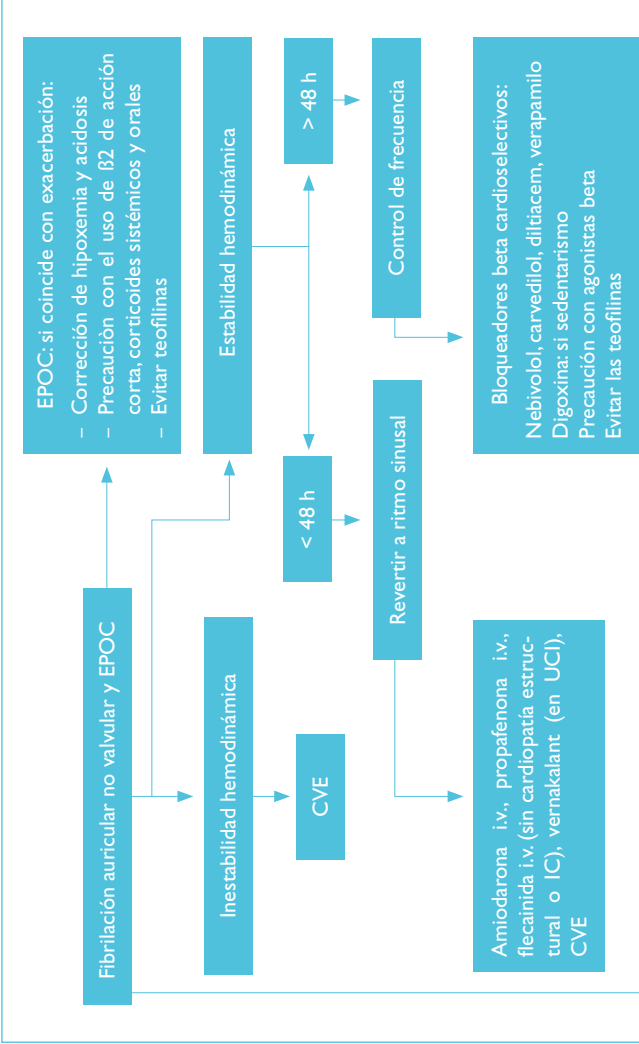 Fibrilación auricular no valvular y EPOC
EPOC: si coincide con exacerbación:
– Corrección de hipoxemia y acidosis
– Precaución con el uso de ß2 de acción
corta, corticoides sistémicos y orales
– Evitar teofilinas
Inestabilidad hemodinámica
Estabilidad hemodinámica
CVE
< 48 h
> 48 h
Revertir a ritmo sinusal
Control de frecuencia
Amiodarona i.v., propafenona i.v.,
flecainida i.v. (sin cardiopatía estruc-
tural o IC), vernakalant (en UCI),
CVE
Bloqueadores beta cardioselectivos:
Nebivolol, carvedilol, diltiacem, verapamilo
Digoxina: si sedentarismo
Precaución con agonistas beta
Evitar las teofilinas